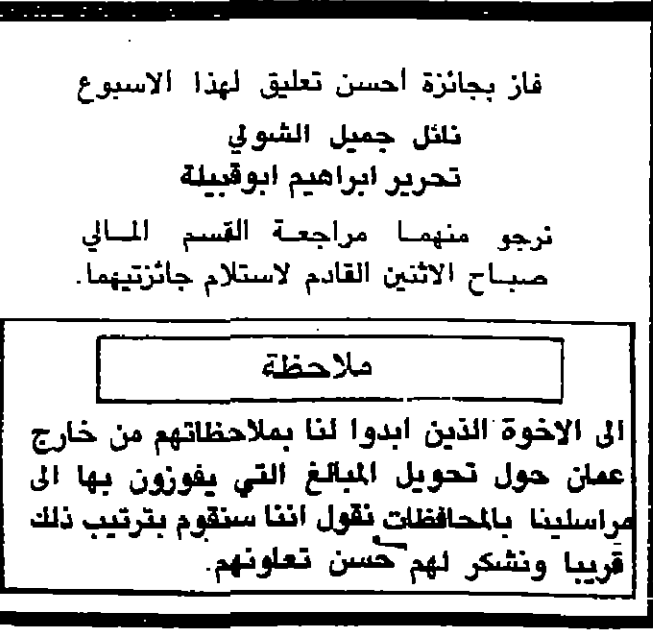 فاز بجائزة احسن تعليق لهذا الاسبوع
نائل جميل الشولي
تحرير ابراهيم ابوقبيلة
نرجو منهما مراجعة القسم المالي
صباح الاثنين القادم لاستلام جائزتيهما.
ملاحظة
الى الاخوة الذين ابدوا لنا بملاحظاتهم من خارج
عمان حول تحويل المبالغ التي يفوزون بها الى
مراسلينا بالمحافظات نقول اننا سنقوم بترتيب ذلك
قريبا ونشكر لهم حسن تعاونهم.